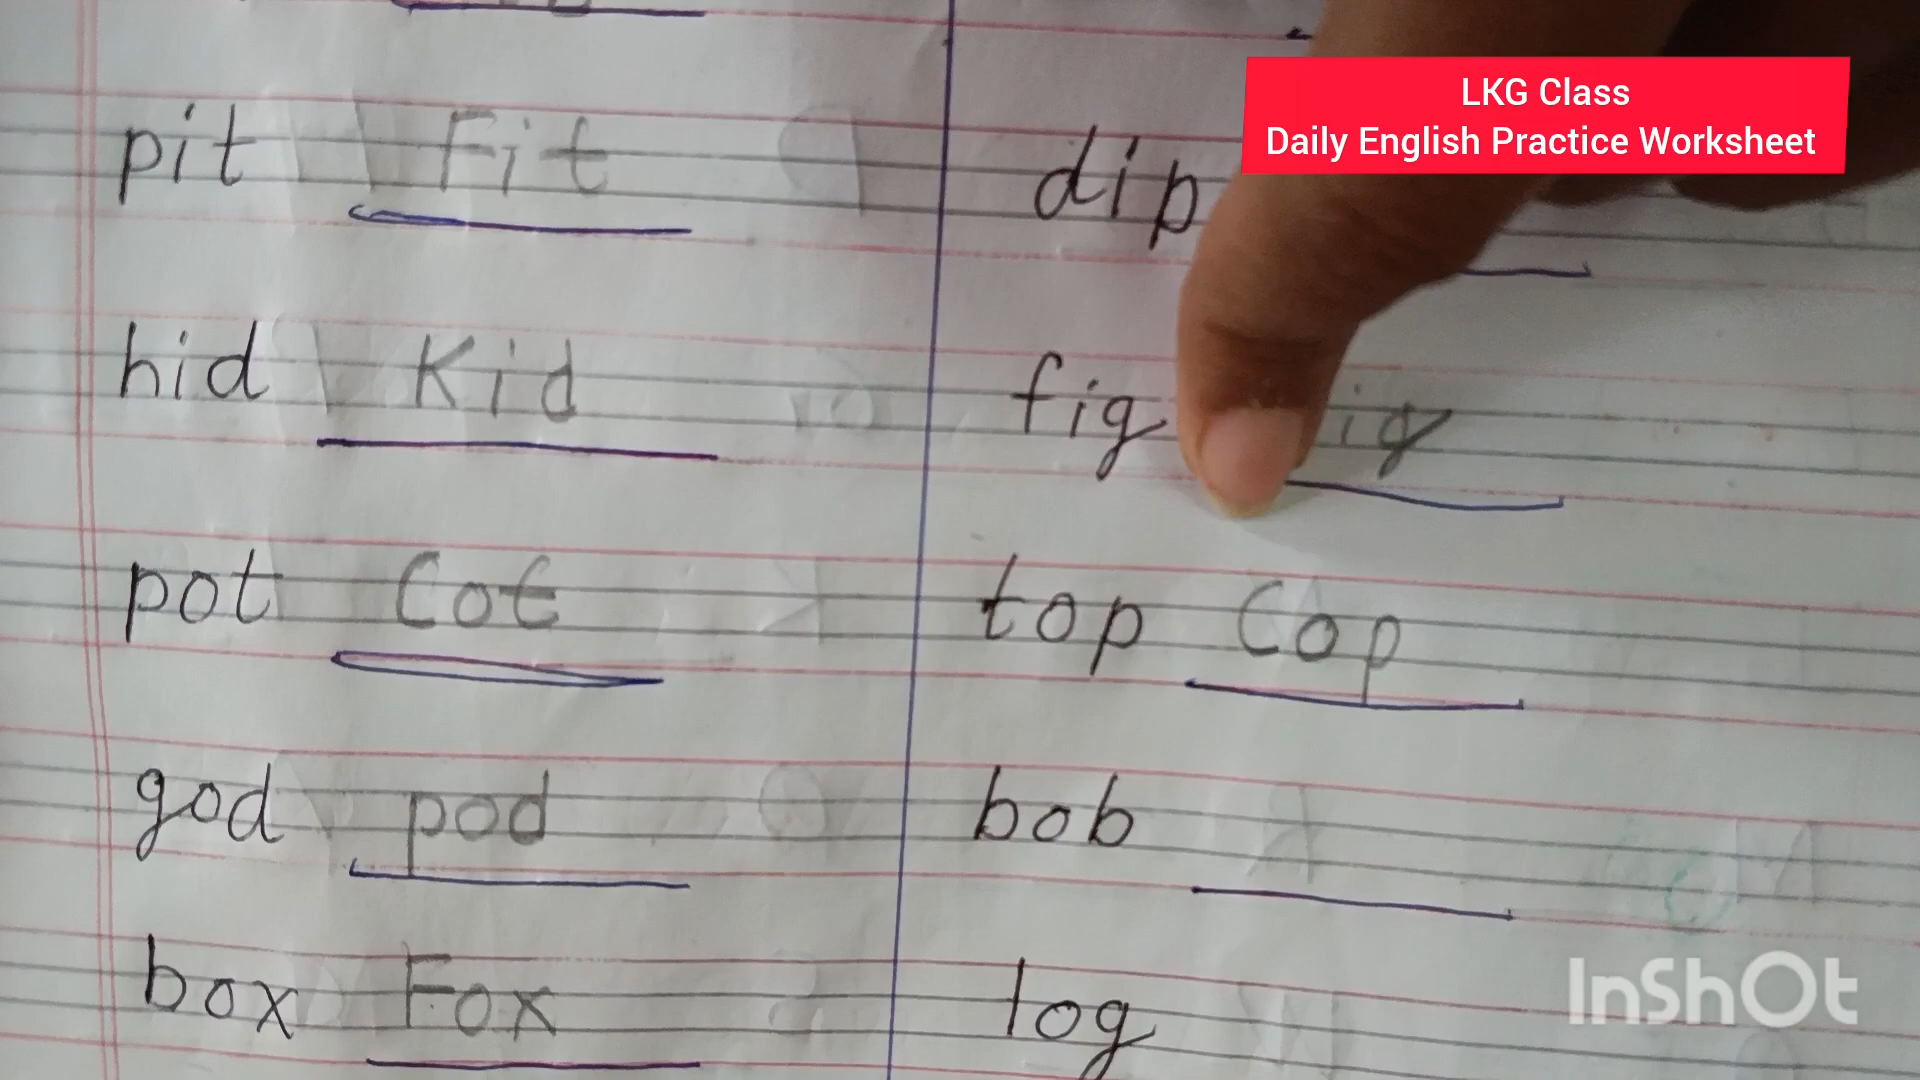 LKG Class
Daily English Practice Worksheet
pit Fit dip
hid Kid fig
pot Cot top Cop
god pod bob
box Fox log
InShOt